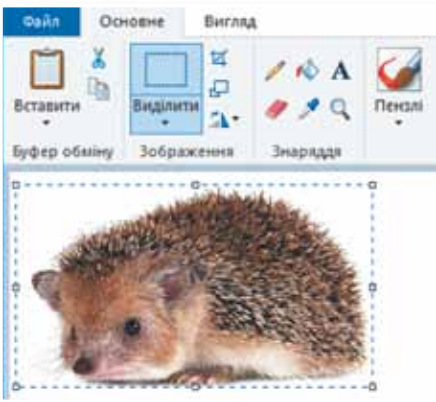 Файл Основне Вигляд
Вставити Виділити Пензлі
Буфер обміну Зображення Знаряддя